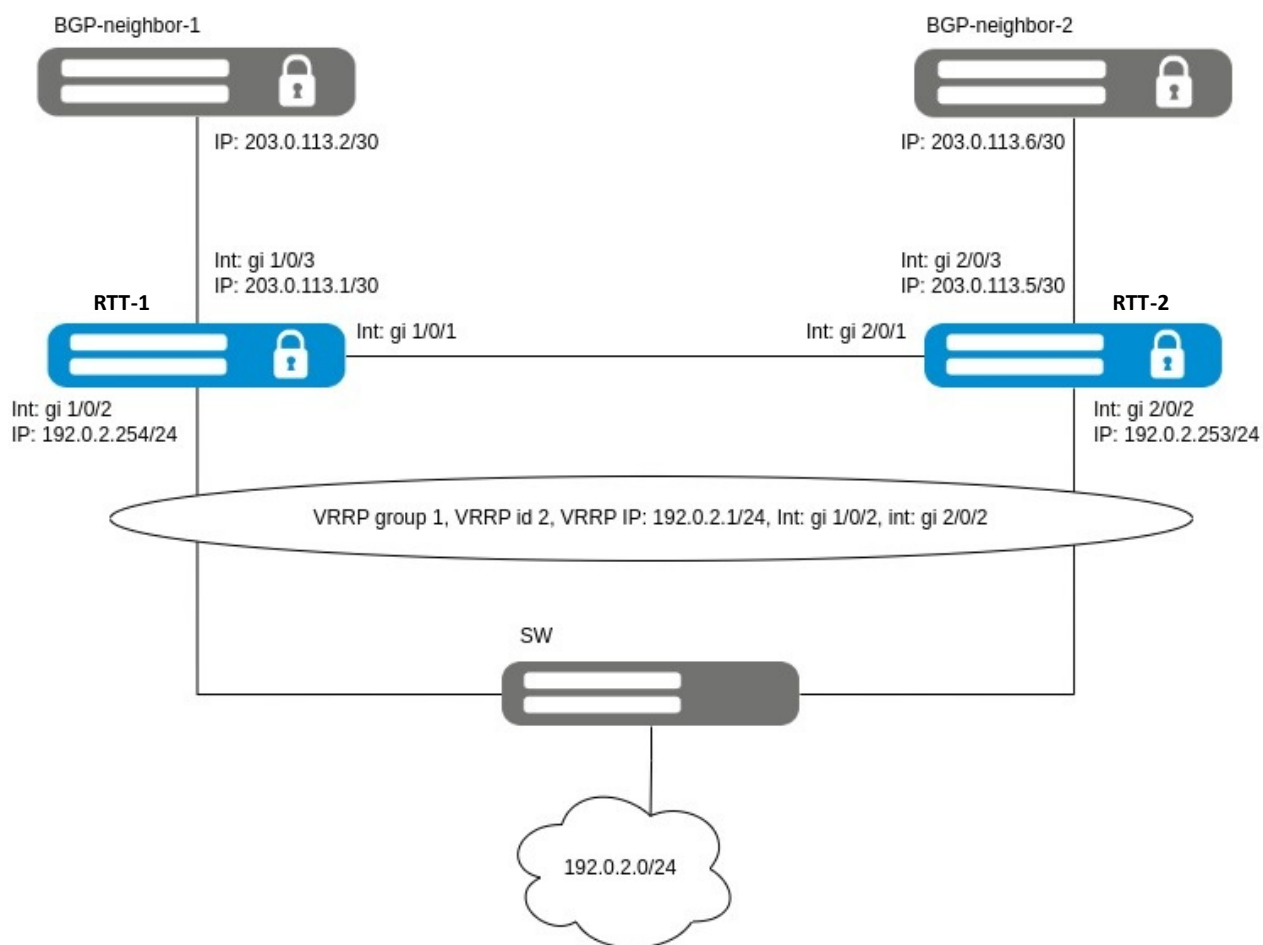 BGP-neighbor-1
BGP-neighbor-2
IP: 203.0.113.2/30
IP: 203.0.113.6/30
Int: gi 1/0/3
IP: 203.0.113.1/30
Int: gi 2/0/3
IP: 203.0.113.5/30
RTT-1
RTT-2
Int: gi 1/0/1
Int: gi 2/0/1
Int: gi 1/0/2
IP: 192.0.2.254/24
Int: gi 2/0/2
IP: 192.0.2.253/24
VRRP group 1, VRRP id 2, VRRP IP: 192.0.2.1/24, Int: gi 1/0/2, int: gi 2/0/2
SW
192.0.2.0/24